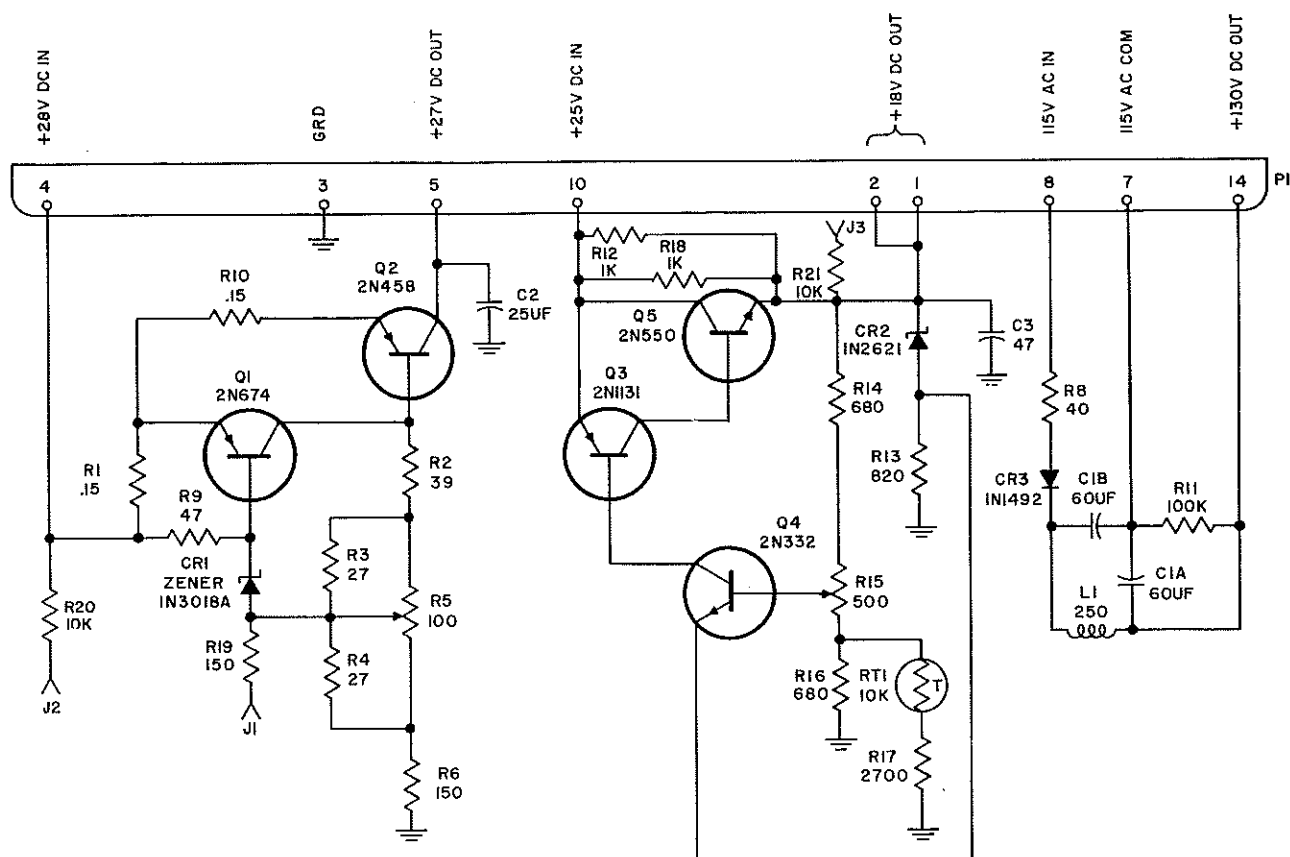 +28V DC IN
GRD
+27V DC OUT
+25V DC IN
+18V DC OUT
115V AC IN
115V AC COM
+130V DC OUT
4
3
5
10
2
1
8
7
14
P1
R10
.15
Q2
2N458
C2
25UF
R12
1K
R18
1K
J3
R21
10K
Q5
2N550
CR2
1N2621
C3
47
Q1
2N674
Q3
2N1131
R14
680
R8
40
R1
.15
R9
47
R2
39
R13
820
CR3
1N1492
C1B
60UF
R11
100K
CR1
ZENER
1N3018A
R3
27
Q4
2N332
R20
10K
R5
100
R15
500
L1
250
C1A
60UF
R19
150
R4
27
R16
680
RT1
10K
T
J2
J1
R6
150
R17
2700